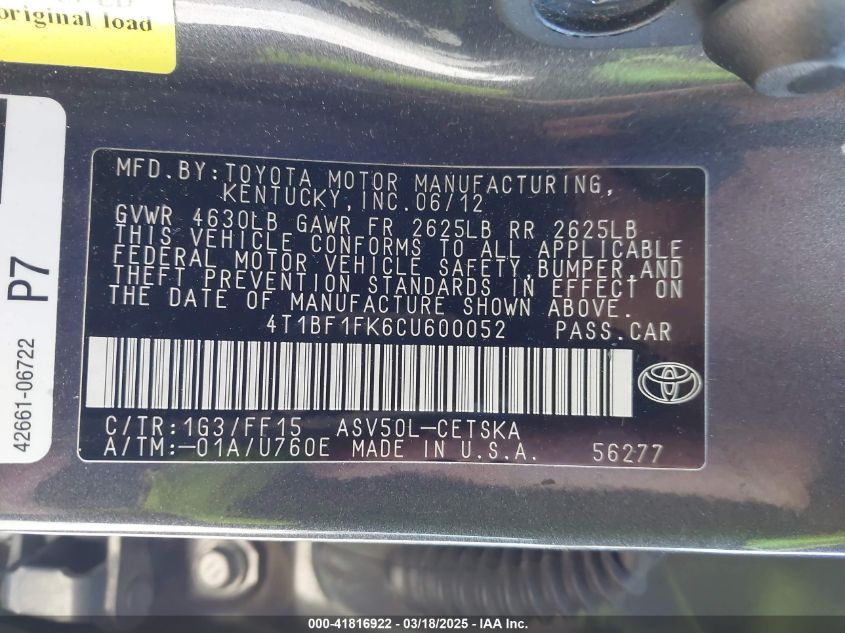 original load
P7
42661-06722
MFD.BY:TOYOTA MOTOR MANUFACTURING,
KENTUCKY,INC.06/12
GVWR 4630LB GAWR FR 2625LB RR 2625LB
THIS VEHICLE CONFORMS TO ALL APPLICABLE
FEDERAL MOTOR VEHICLE SAFETY,BUMPER,AND
THEFT PREVENTION STANDARDS IN EFFECT ON
THE DATE OF MANUFACTURE SHOWN ABOVE.
4T1BF1FK6CU600052 PASS.CAR
C/TR:1G3/FF15 ASV50L-CETSKA
A/TM:-01A/U760E MADE IN U.S.A. 56277
000-41816922 - 03/18/2025 - IAA Inc.